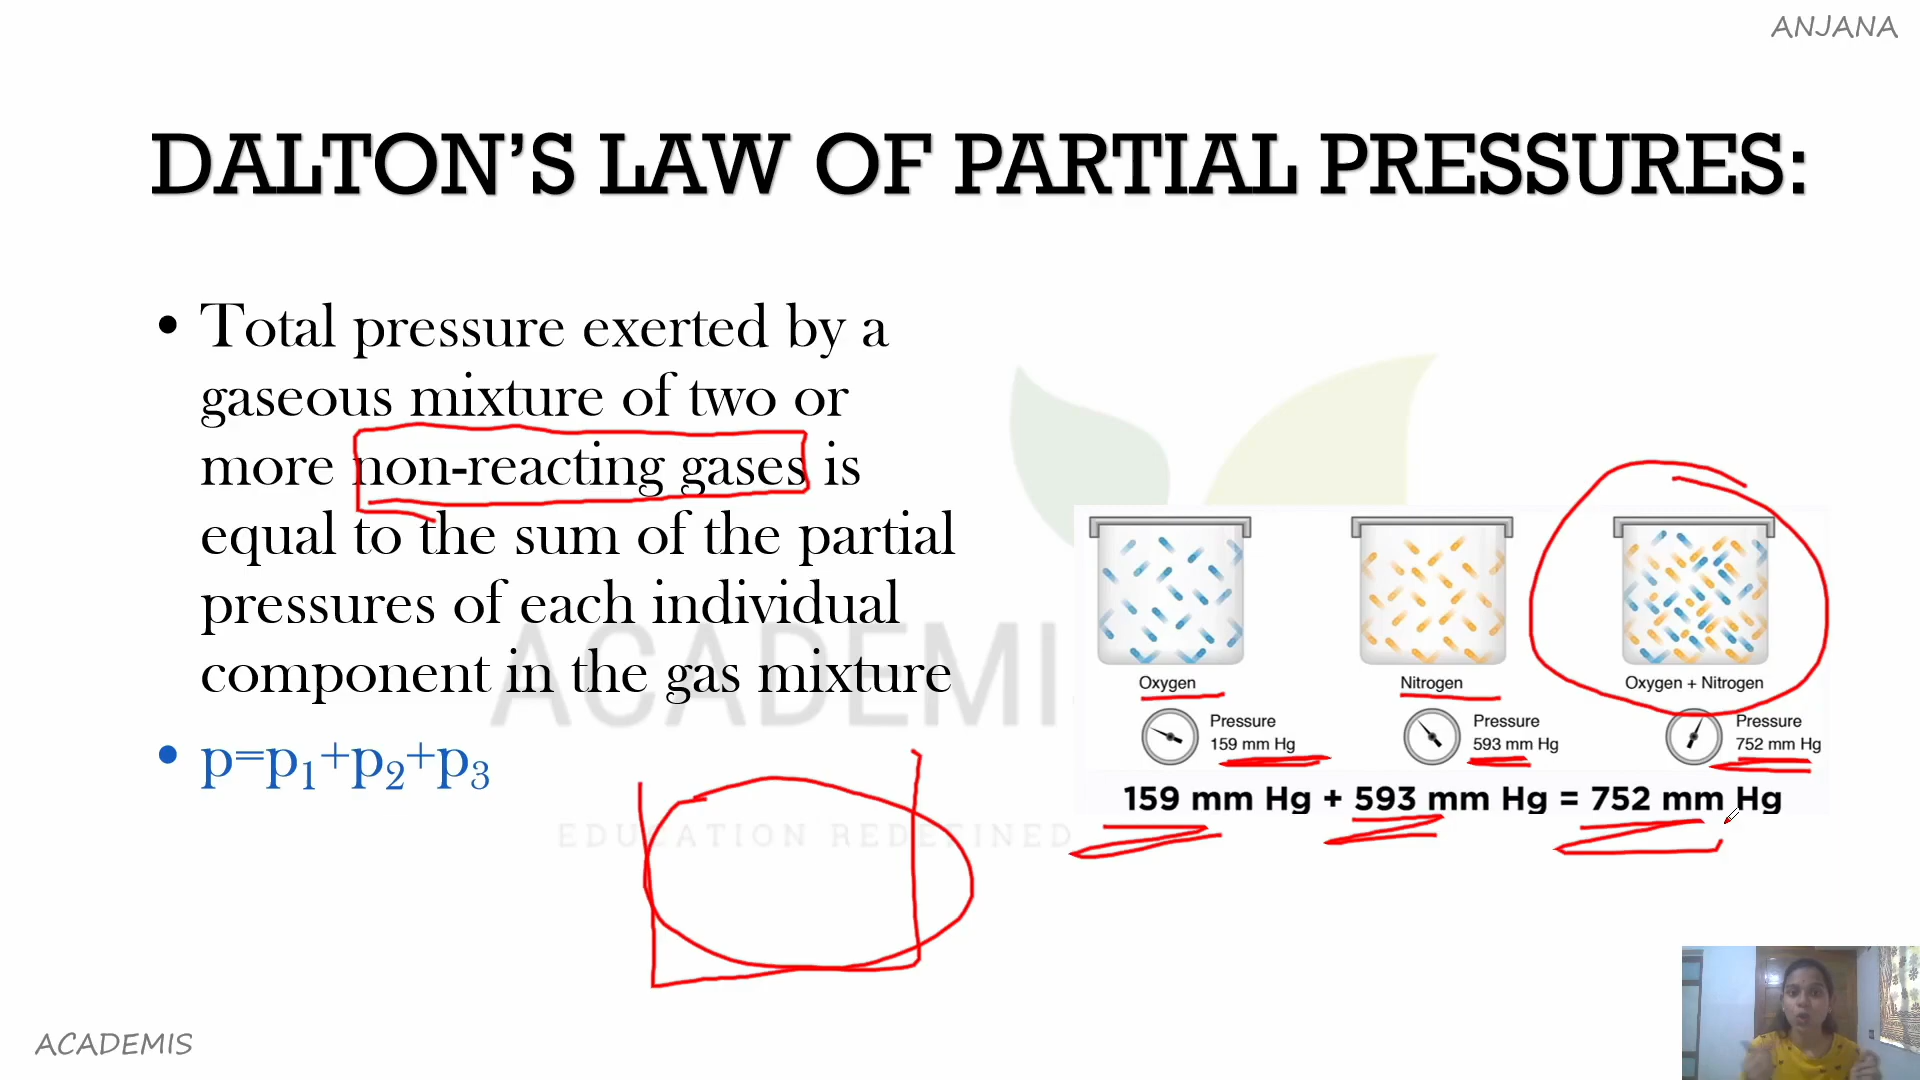 ANJANA
DALTON’S LAW OF PARTIAL PRESSURES:
• Total pressure exerted by a
gaseous mixture of two or
more non-reacting gases is
equal to the sum of the partial
pressures of each individual
component in the gas mixture
• p=p₁+p₂+p₃
ACADEMI
EDUCATION REDEFINED
Oxygen
Nitrogen
Oxygen + Nitrogen
Pressure
159 mm Hg
Pressure
593 mm Hg
Pressure
752 mm Hg
159 mm Hg + 593 mm Hg = 752 mm Hg
ACADEMIS